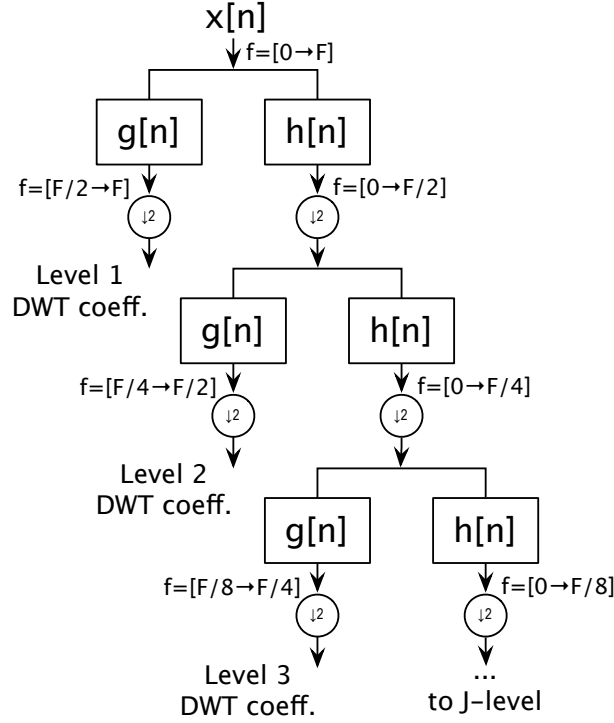 x[n]
f=[0→F]
g[n]
h[n]
f=[F/2→F]
f=[0→F/2]
↓2
↓2
Level 1
DWT coeff.
g[n]
h[n]
f=[F/4→F/2]
f=[0→F/4]
↓2
↓2
Level 2
DWT coeff.
g[n]
h[n]
f=[F/8→F/4]
f=[0→F/8]
↓2
↓2
Level 3
DWT coeff.
...
to J-level